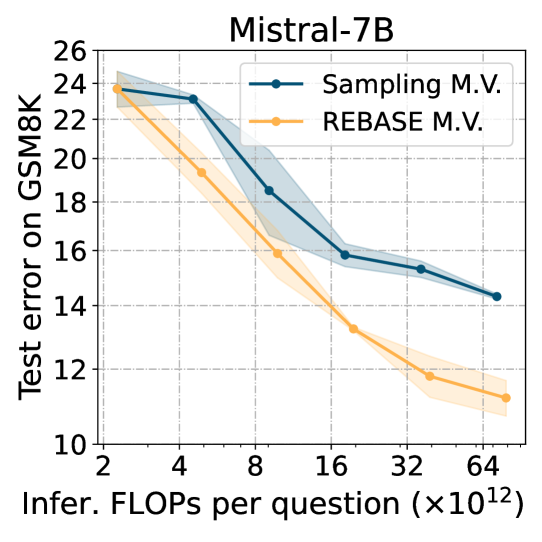 Mistral-7B
Test error on GSM8K
26
24
22
20
18
16
14
12
10
Sampling M.V.
REBASE M.V.
2 4 8 16 32 64
Infer. FLOPs per question (×10¹²)